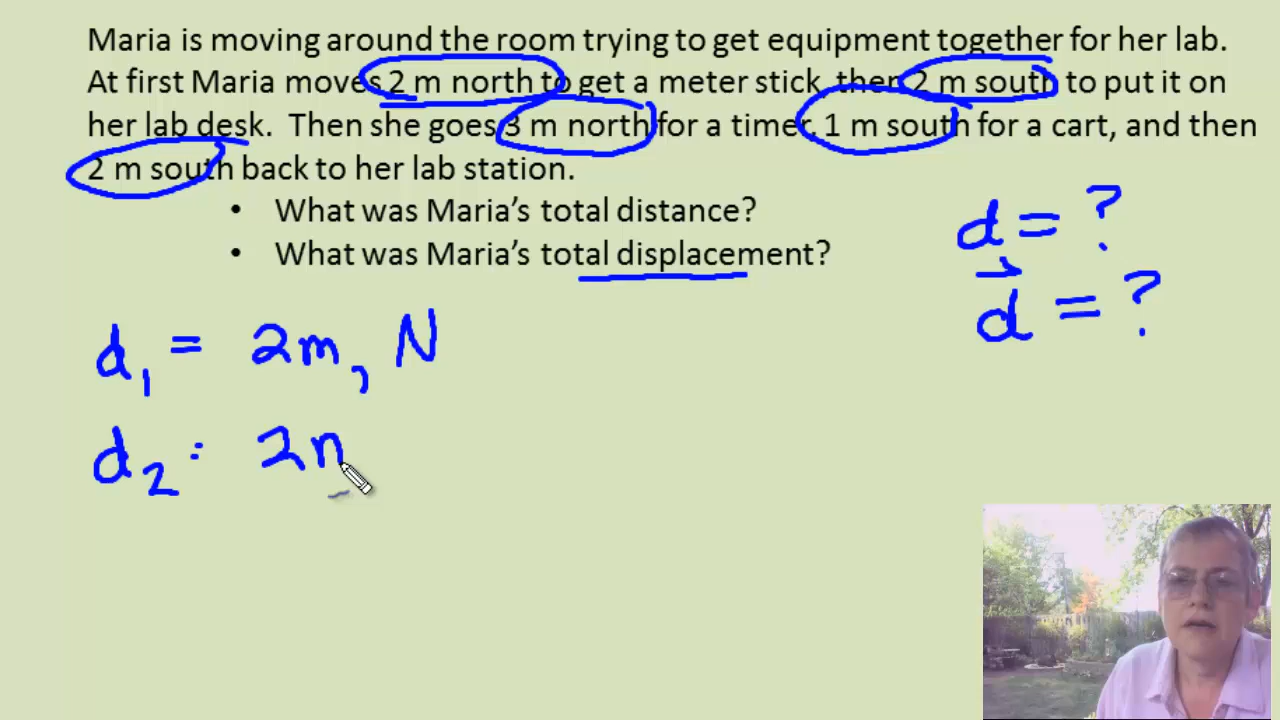 Maria is moving around the room trying to get equipment together for her lab.
At first Maria moves 2 m north to get a meter stick, then 2 m south to put it on
her lab desk. Then she goes 3 m north for a timer, 1 m south for a cart, and then
2 m south back to her lab station.
• What was Maria's total distance?
• What was Maria's total displacement?
d = ?
d⃗ = ?
d₁ = 2m, N
d₂ = 2m